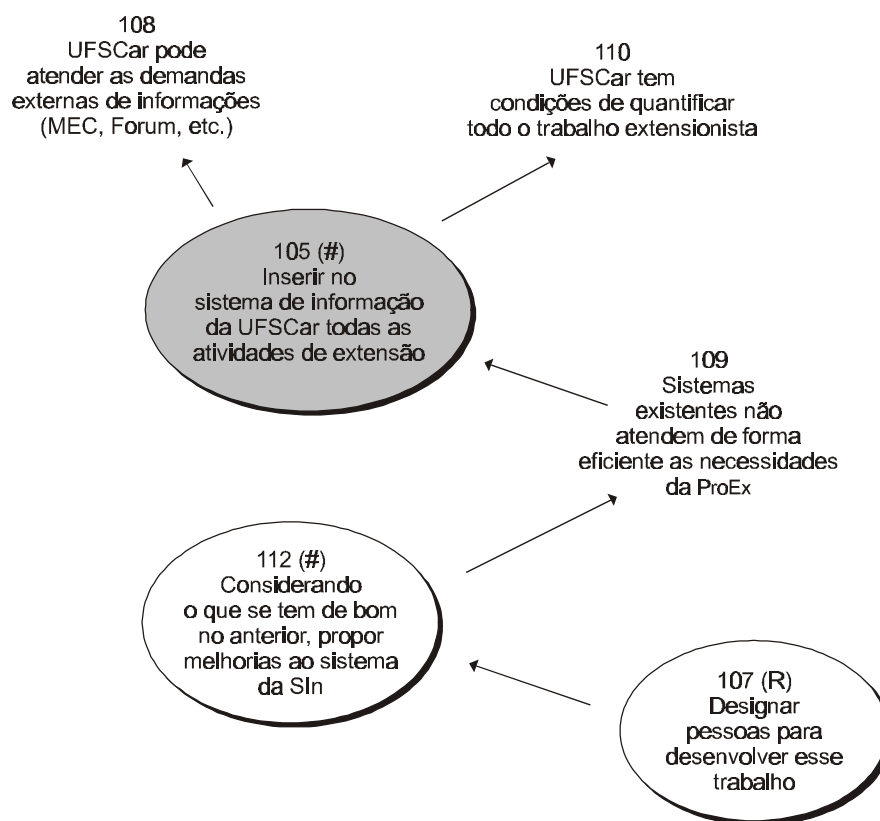 108
UFSCar pode
atender as demandas
externas de informações
(MEC, Forum, etc.)
110
UFSCar tem
condições de quantificar
todo o trabalho extensionista
105 (#)
Inserir no
sistema de informação
da UFSCar todas as
atividades de extensão
109
Sistemas
existentes não
atendem de forma
eficiente as necessidades
da ProEx
112 (#)
Considerando
o que se tem de bom
no anterior, propor
melhorias ao sistema
da SIn
107 (R)
Designar
pessoas para
desenvolver esse
trabalho